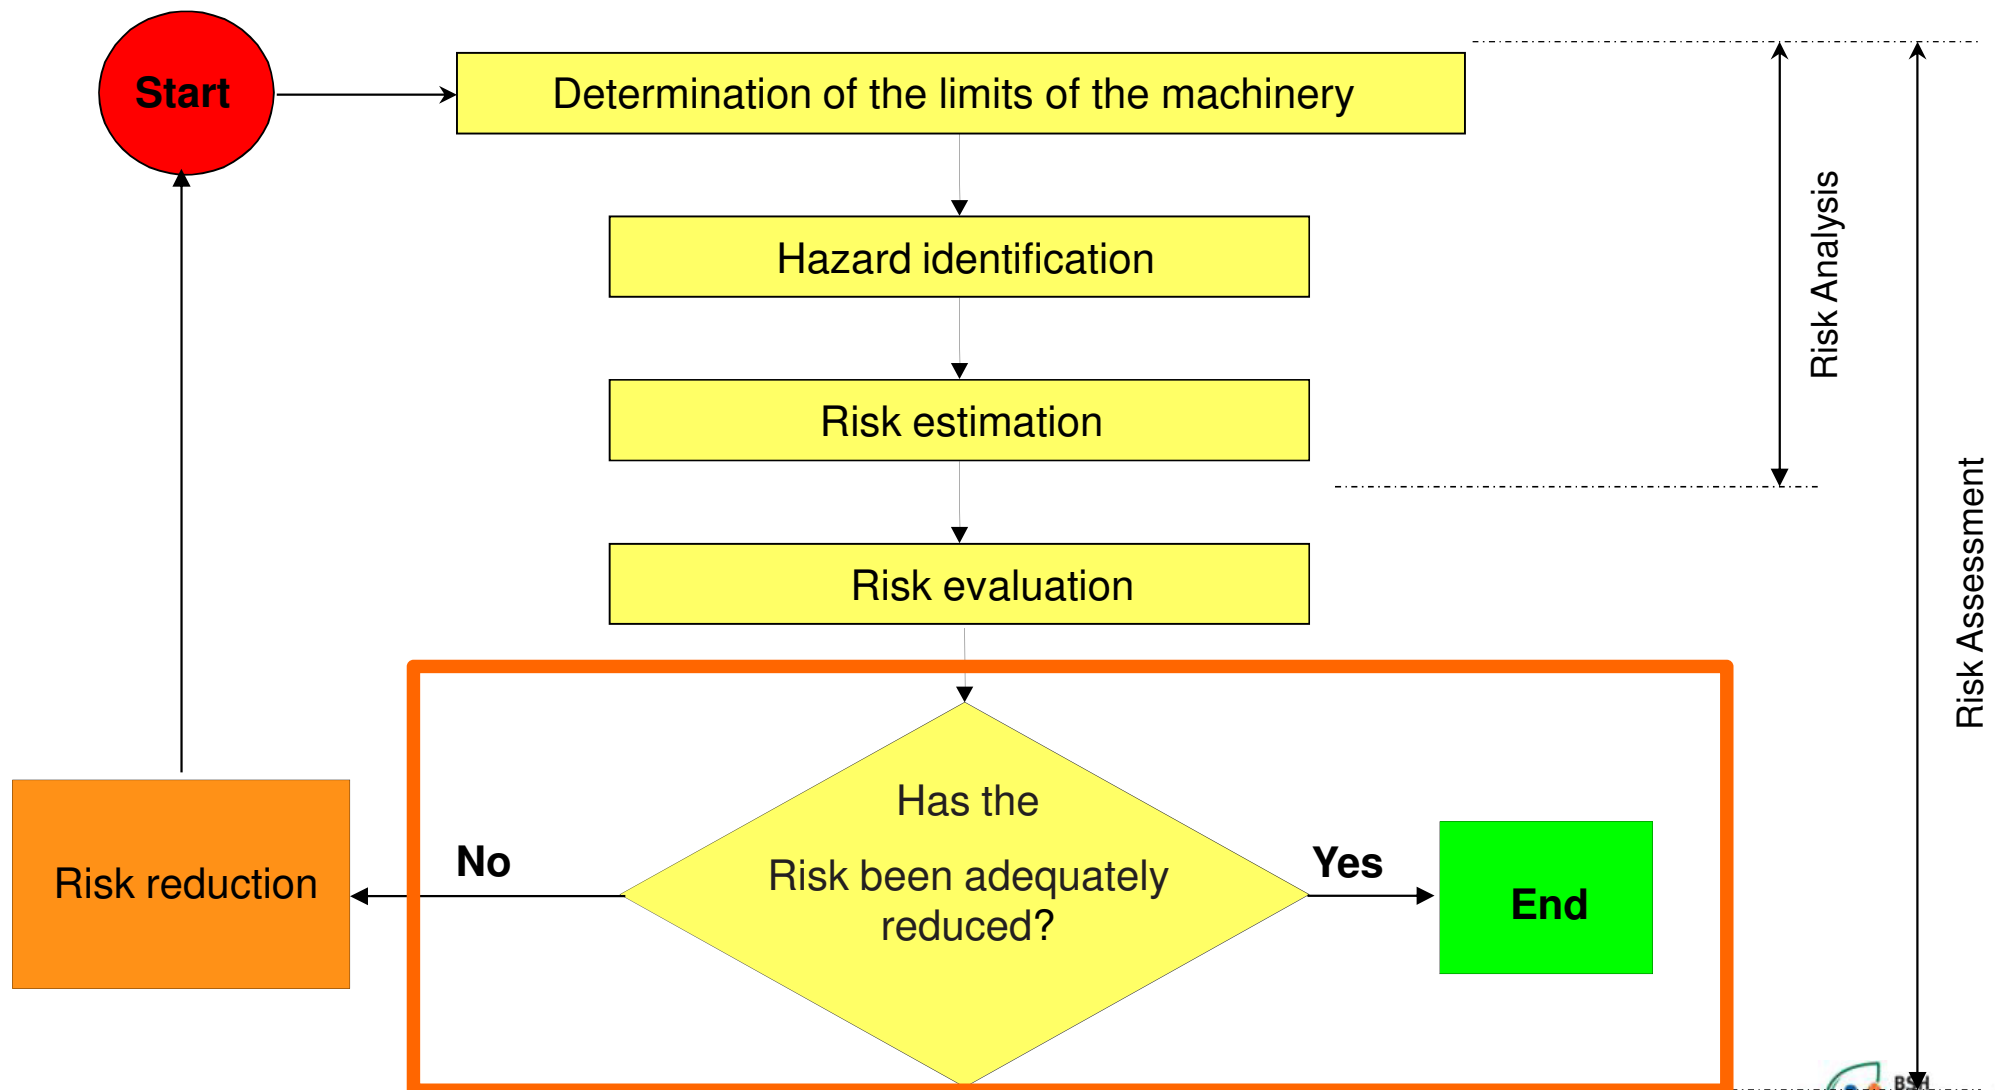 Start
Determination of the limits of the machinery
Hazard identification
Risk estimation
Risk evaluation
Has the
Risk been adequately
reduced?
No
Yes
Risk reduction
End
Risk Analysis
Risk Assessment
BSH